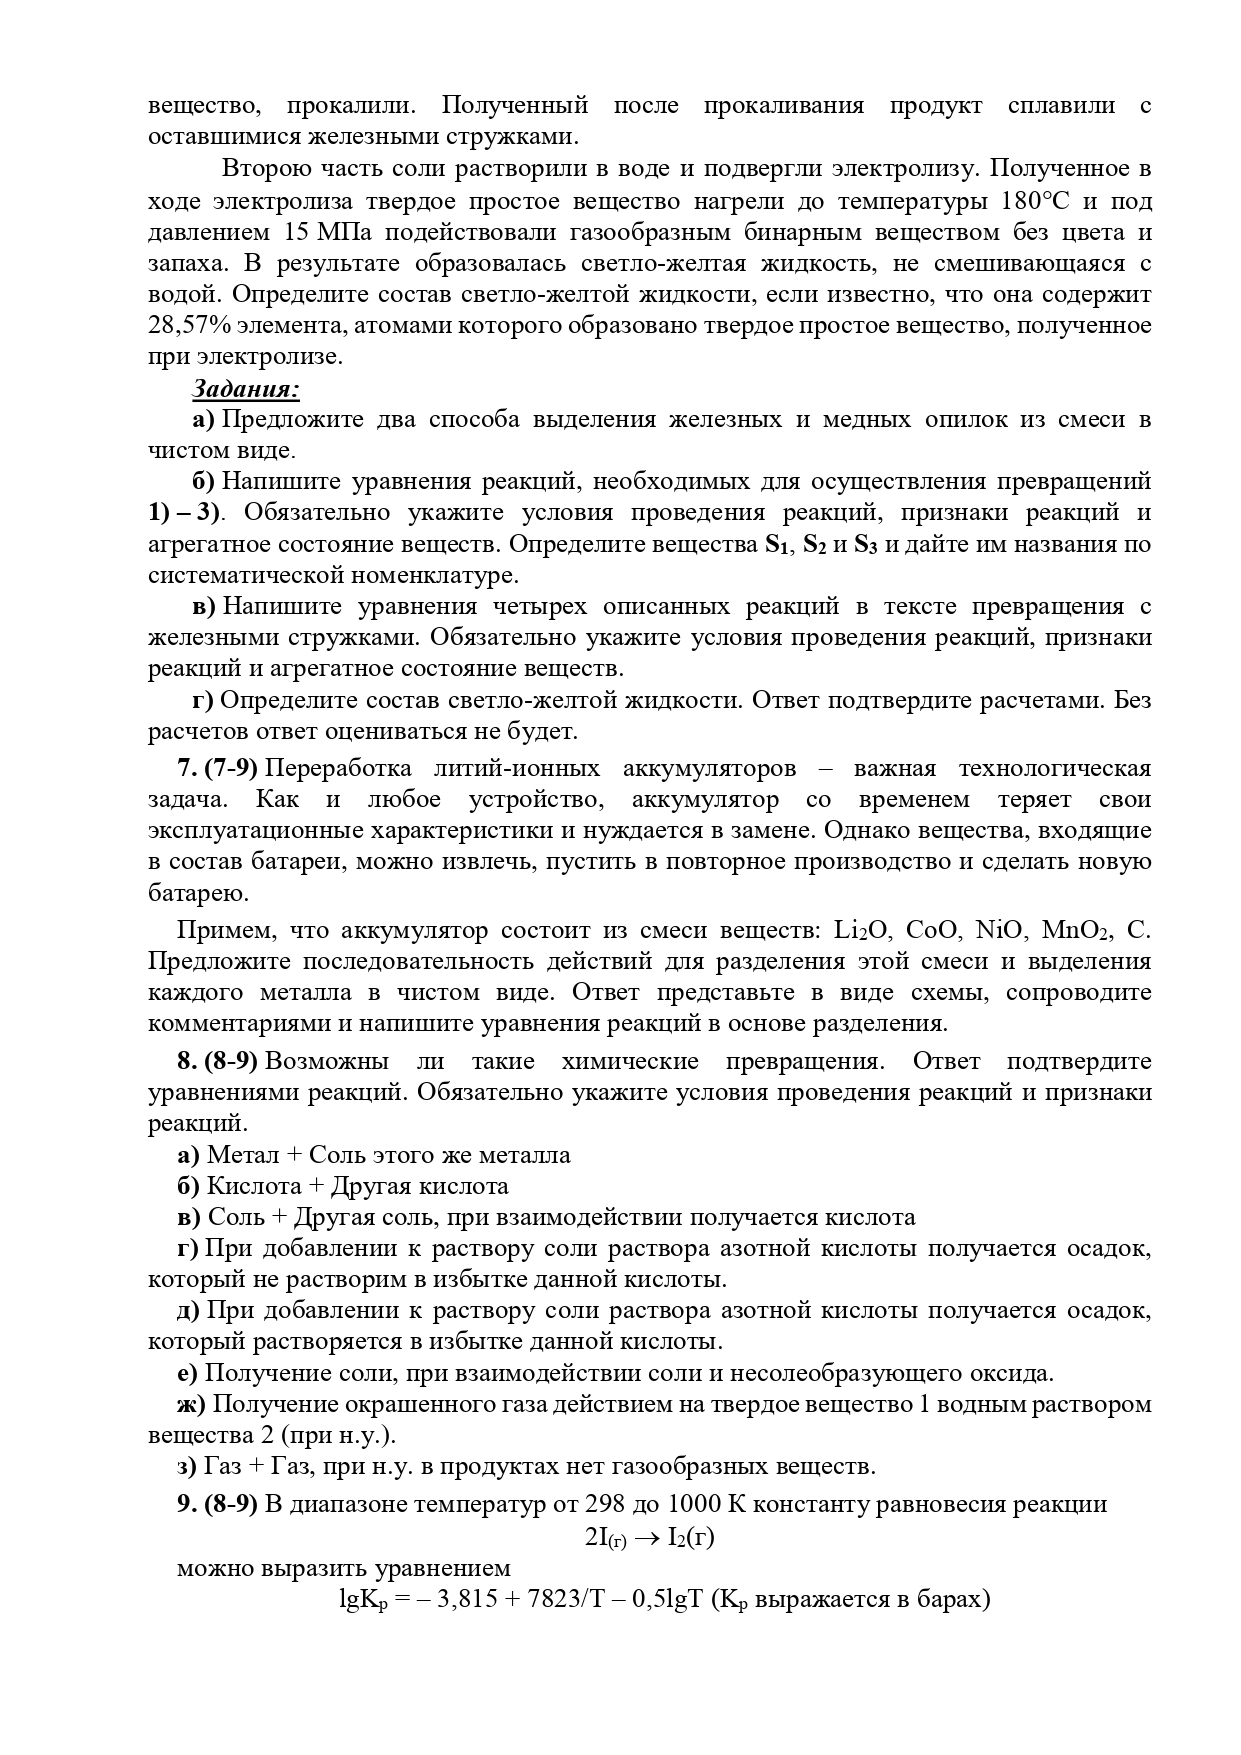 вещество, прокалили. Полученный после прокаливания продукт сплавили с
оставшимися железными стружками.
Второю часть соли растворили в воде и подвергли электролизу. Полученное в
ходе электролиза твердое простое вещество нагрели до температуры 180°C и под
давлением 15 МПа подействовали газообразным бинарным веществом без цвета и
запаха. В результате образовалась светло-желтая жидкость, не смешивающаяся с
водой. Определите состав светло-желтой жидкости, если известно, что она содержит
28,57% элемента, атомами которого образовано твердое простое вещество, полученное
при электролизе.
Задания:
а) Предложите два способа выделения железных и медных опилок из смеси в
чистом виде.
б) Напишите уравнения реакций, необходимых для осуществления превращений
1) – 3). Обязательно укажите условия проведения реакций, признаки реакций и
агрегатное состояние веществ. Определите вещества S₁, S₂ и S₃ и дайте им названия по
систематической номенклатуре.
в) Напишите уравнения четырех описанных реакций в тексте превращения с
железными стружками. Обязательно укажите условия проведения реакций, признаки
реакций и агрегатное состояние веществ.
г) Определите состав светло-желтой жидкости. Ответ подтвердите расчетами. Без
расчетов ответ оцениваться не будет.
7. (7-9) Переработка литий-ионных аккумуляторов – важная технологическая
задача. Как и любое устройство, аккумулятор со временем теряет свои
эксплуатационные характеристики и нуждается в замене. Однако вещества, входящие
в состав батареи, можно извлечь, пустить в повторное производство и сделать новую
батарею.
Примем, что аккумулятор состоит из смеси веществ: Li₂O, CoO, NiO, MnO₂, C.
Предложите последовательность действий для разделения этой смеси и выделения
каждого металла в чистом виде. Ответ представьте в виде схемы, сопроводите
комментариями и напишите уравнения реакций в основе разделения.
8. (8-9) Возможны ли такие химические превращения. Ответ подтвердите
уравнениями реакций. Обязательно укажите условия проведения реакций и признаки
реакций.
а) Метал + Соль этого же металла
б) Кислота + Другая кислота
в) Соль + Другая соль, при взаимодействии получается кислота
г) При добавлении к раствору соли раствора азотной кислоты получается осадок,
который не растворим в избытке данной кислоты.
д) При добавлении к раствору соли раствора азотной кислоты получается осадок,
который растворяется в избытке данной кислоты.
е) Получение соли, при взаимодействии соли и несолеобразующего оксида.
ж) Получение окрашенного газа действием на твердое вещество 1 водным раствором
вещества 2 (при н.у.).
з) Газ + Газ, при н.у. в продуктах нет газообразных веществ.
9. (8-9) В диапазоне температур от 298 до 1000 К константу равновесия реакции
2I(г) → I₂(г)
можно выразить уравнением
lgKₚ = – 3,815 + 7823/T – 0,5lgT (Kₚ выражается в барах)